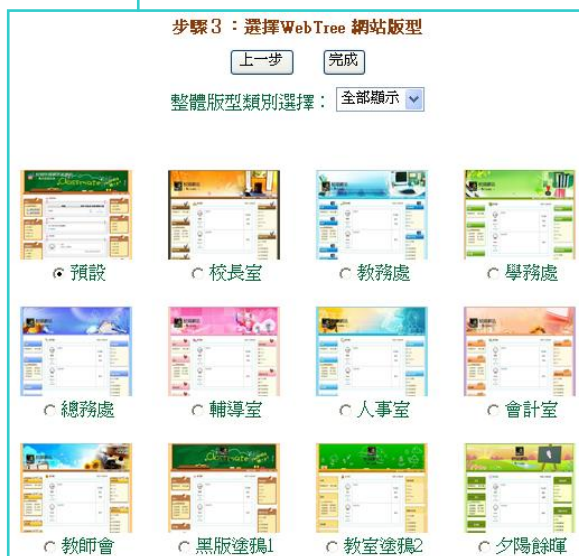 步驟3：選擇WebTree 網站版型
上一步 完成
整體版型類別選擇： 全部顯示
預設 校長室 教務處 學務處
總務處 輔導室 人事室 會計室
教師會 黑版塗鴉1 教室塗鴉2 夕陽餘暉